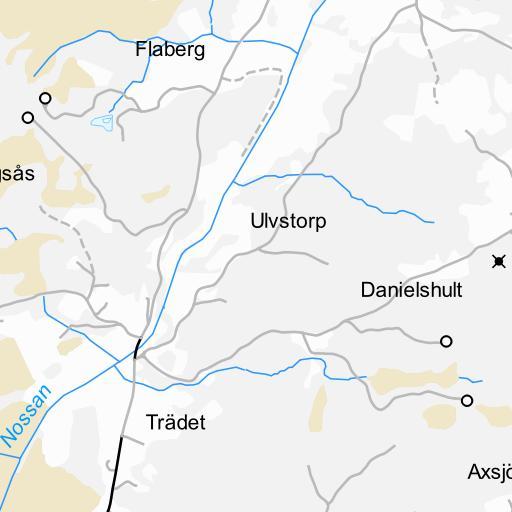 Flaberg
gsås
Ulvstorp
Danielshult
Nossan
Trädet
Axsjö